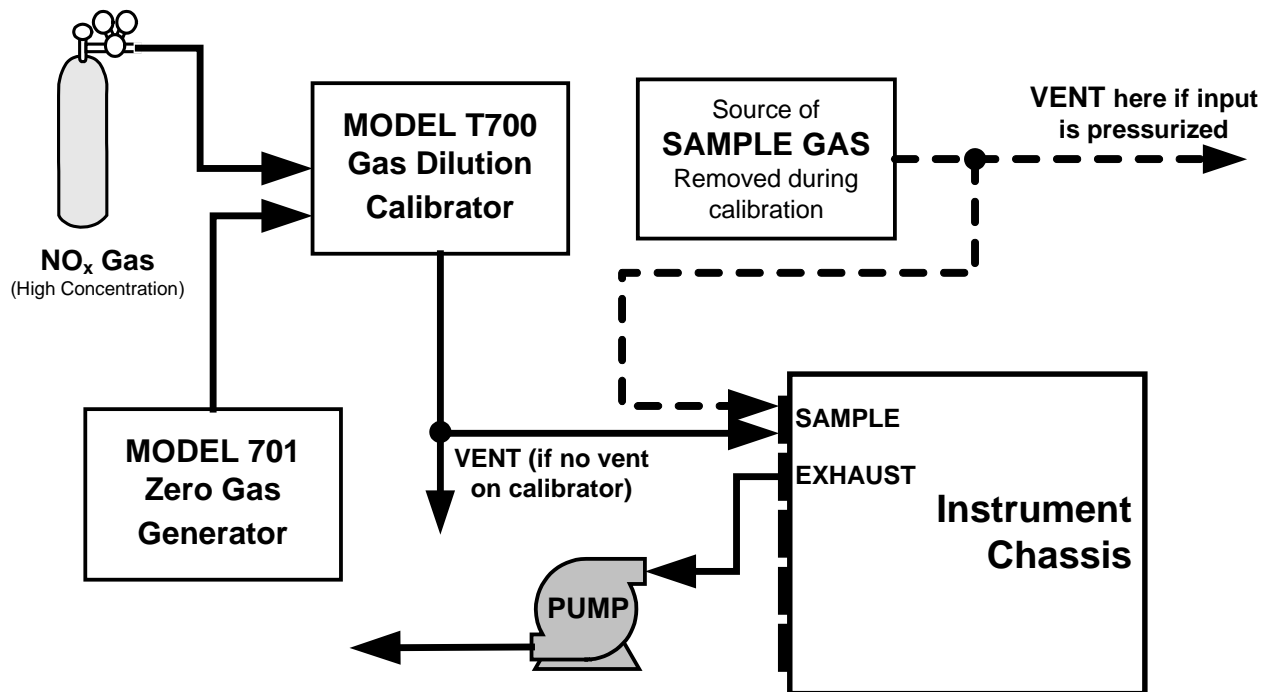 MODEL T700
Gas Dilution
Calibrator
Source of
SAMPLE GAS
Removed during
calibration
VENT here if input
is pressurized
NOx Gas
(High Concentration)
MODEL 701
Zero Gas
Generator
VENT (if no vent
on calibrator)
SAMPLE
EXHAUST
Instrument
Chassis
PUMP